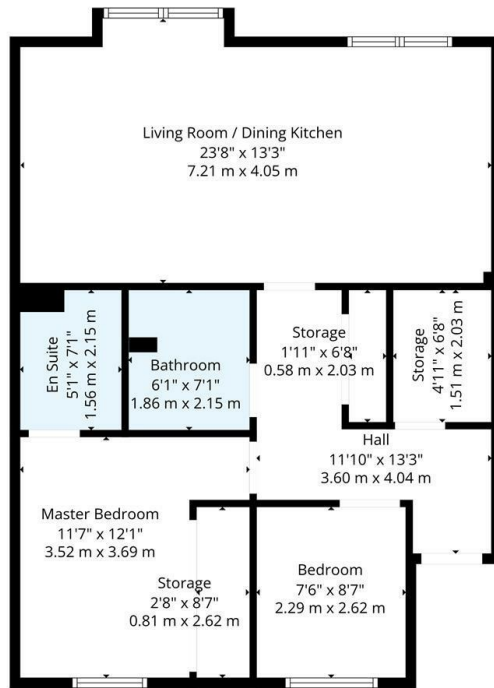 Living Room / Dining Kitchen
23'8" x 13'3"
7.21 m x 4.05 m
En Suite
5'1" x 7'1"
1.56 m x 2.15 m
Bathroom
6'1" x 7'1"
1.86 m x 2.15 m
Storage
1'11" x 6'8"
0.58 m x 2.03 m
Storage
4'11" x 6'8"
1.51 m x 2.03 m
Hall
11'10" x 13'3"
3.60 m x 4.04 m
Master Bedroom
11'7" x 12'1"
3.52 m x 3.69 m
Storage
2'8" x 8'7"
0.81 m x 2.62 m
Bedroom
7'6" x 8'7"
2.29 m x 2.62 m